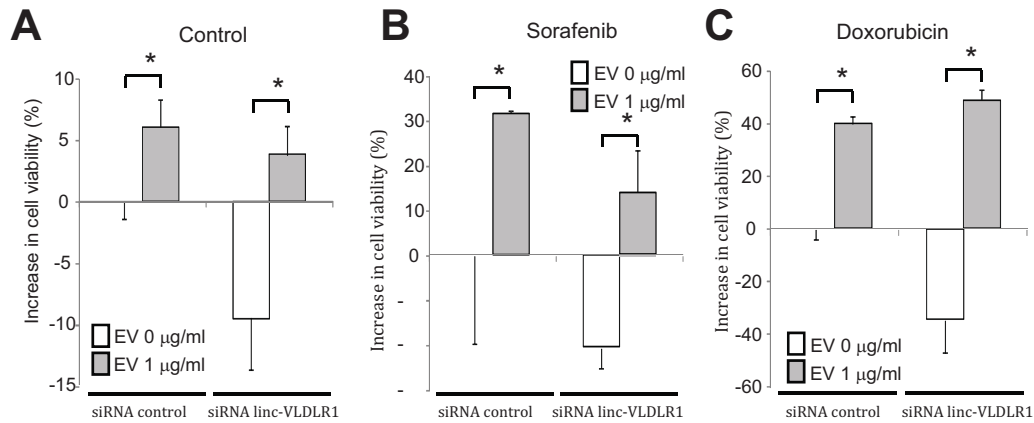 A
Control
Increase in cell viability (%)
10
5
0
-5
-10
-15
*
*
EV 0 µg/ml
EV 1 µg/ml
siRNA control
siRNA linc-VLDLR1
B
Sorafenib
Increase in cell viability (%)
40
30
20
10
0
-
-
-
*
*
EV 0 µg/ml
EV 1 µg/ml
siRNA control
siRNA linc-VLDLR1
C
Doxorubicin
Increase in cell viability (%)
60
40
20
0
-20
-40
-60
*
*
EV 0 µg/ml
EV 1 µg/ml
siRNA control
siRNA linc-VLDLR1